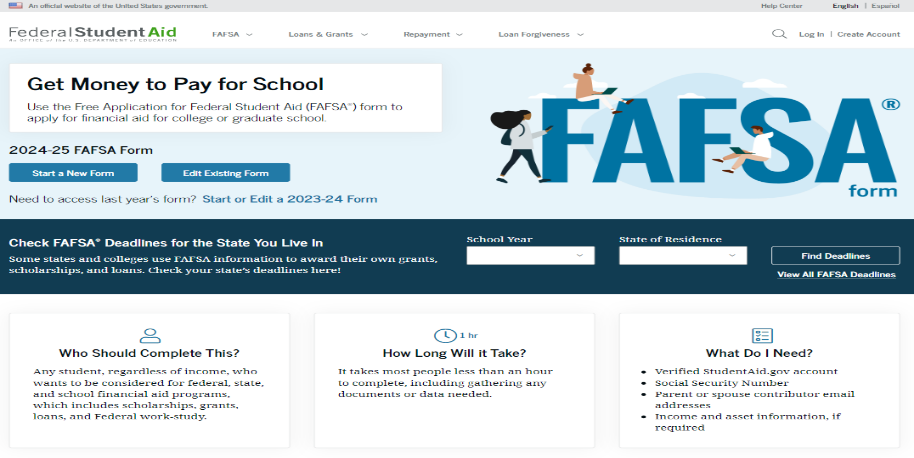 An official website of the United States government.
Help Center English | Español
Federal Student Aid
An OFFICE of the U.S. DEPARTMENT of EDUCATION
FAFSA Loans & Grants Repayment Loan Forgiveness
Log In | Create Account
Get Money to Pay for School
Use the Free Application for Federal Student Aid (FAFSA®) form to
apply for financial aid for college or graduate school.
2024-25 FAFSA Form
Start a New Form Edit Existing Form
Need to access last year's form? Start or Edit a 2023-24 Form
FAFSA®
form
Check FAFSA® Deadlines for the State You Live In
Some states and colleges use FAFSA information to award their own grants,
scholarships, and loans. Check your state's deadlines here!
School Year State of Residence
Find Deadlines
View All FAFSA Deadlines
Who Should Complete This?
Any student, regardless of income, who
wants to be considered for federal, state,
and school financial aid programs,
which includes scholarships, grants,
loans, and Federal work-study.
1 hr
How Long Will it Take?
It takes most people less than an hour
to complete, including gathering any
documents or data needed.
What Do I Need?
• Verified StudentAid.gov account
• Social Security Number
• Parent or spouse contributor email
addresses
• Income and asset information, if
required